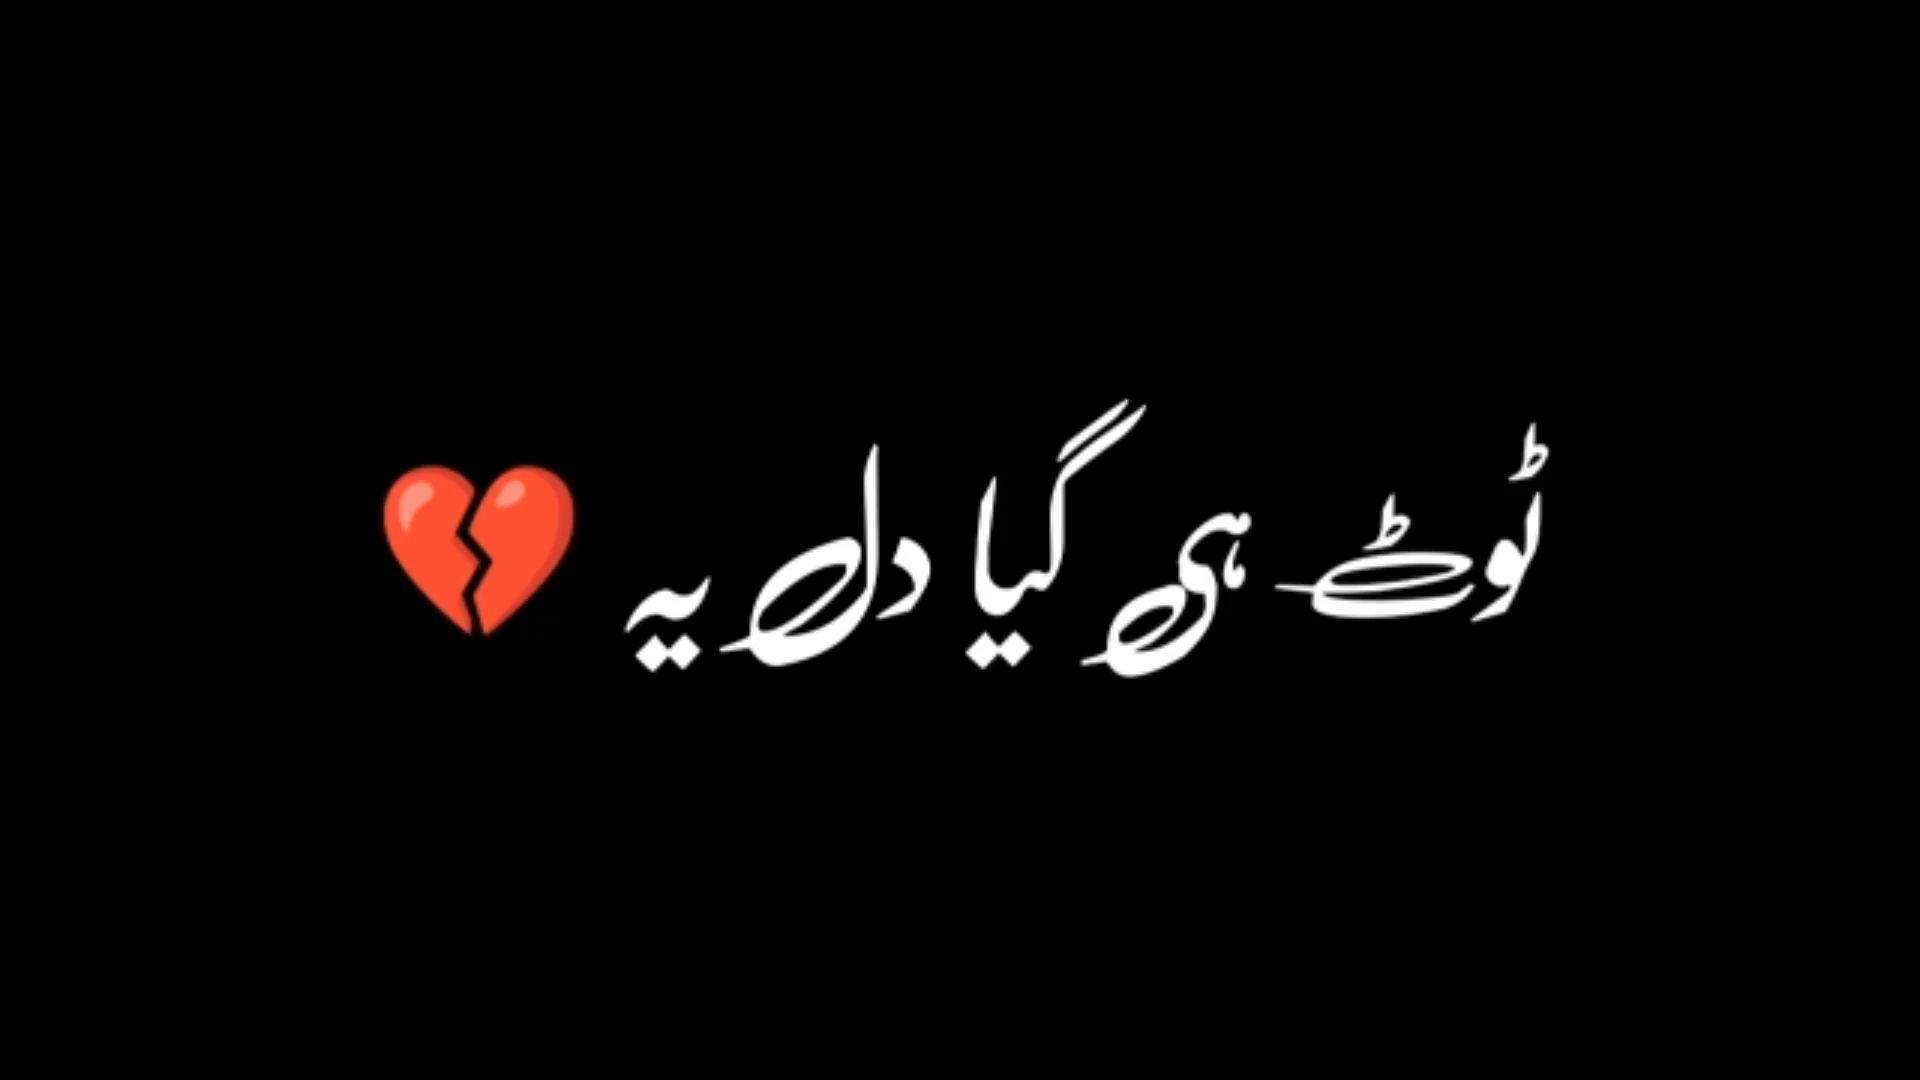 ٹوٹ ہی گیا دل یہ 💔